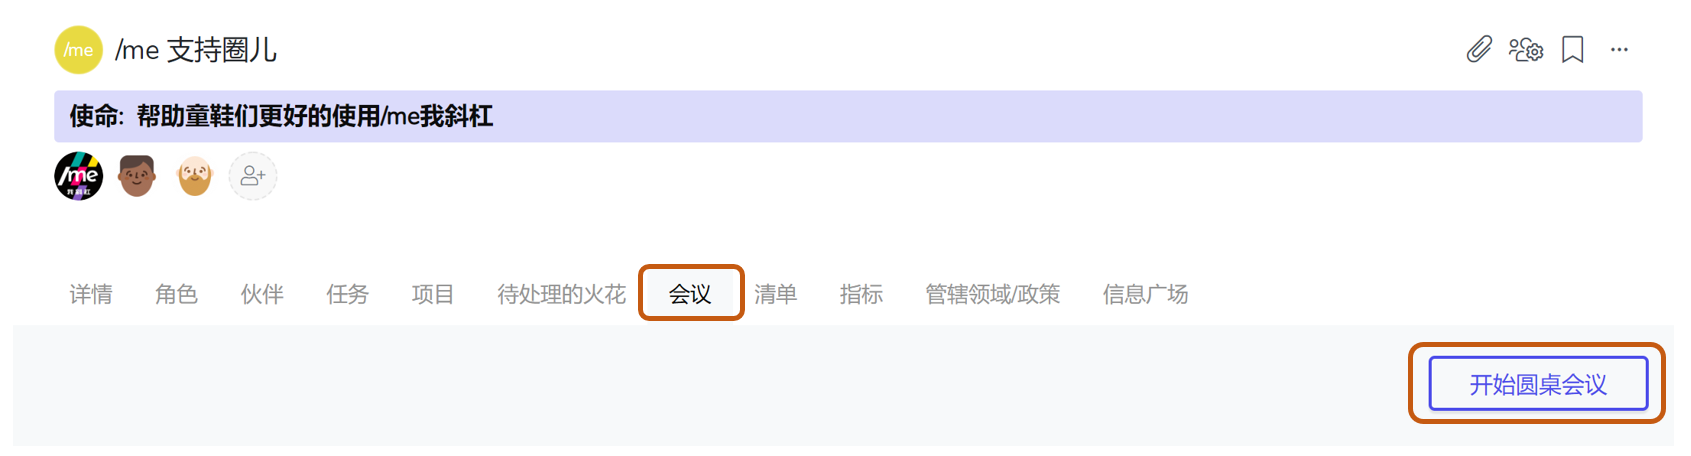 /me /me 支持圈儿
使命: 帮助童鞋们更好的使用/me我斜杠
/me
我斜杠
详情 角色 伙伴 任务 项目 待处理的火花 会议 清单 指标 管辖领域/政策 信息广场
开始圆桌会议